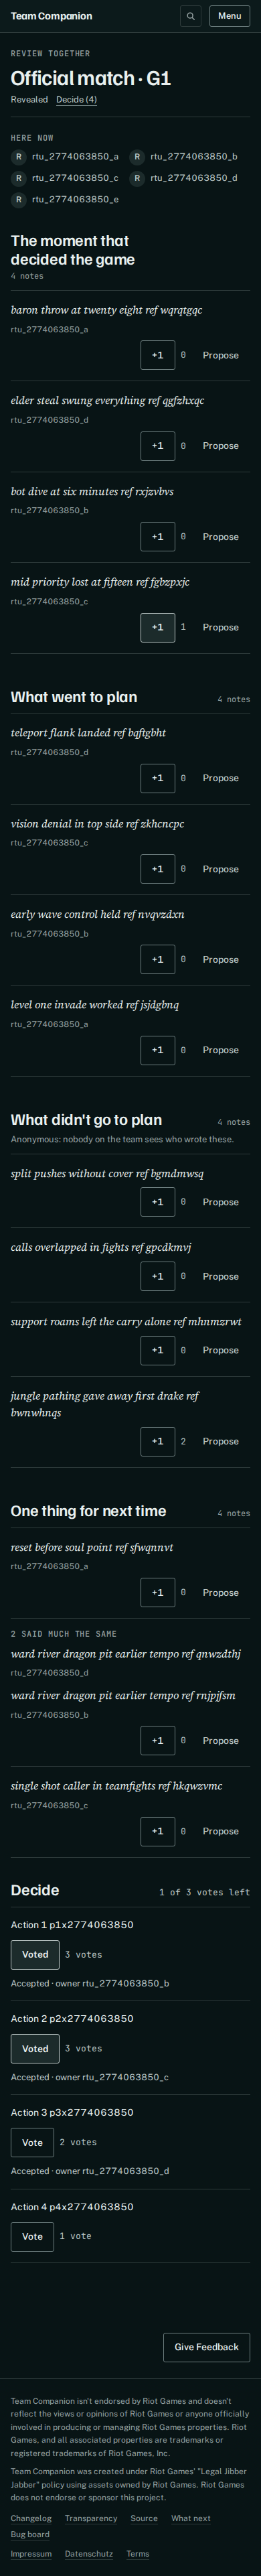 Team Companion
Menu
REVIEW TOGETHER
Official match · G1
Revealed Decide (4)
HERE NOW
R rtu_2774063850_a R rtu_2774063850_b
R rtu_2774063850_c R rtu_2774063850_d
R rtu_2774063850_e
The moment that
decided the game
4 notes
baron throw at twenty eight ref wqrqtgqc
rtu_2774063850_a
+1 0 Propose
elder steal swung everything ref qgfzhxqc
rtu_2774063850_d
+1 0 Propose
bot dive at six minutes ref rxjzvbvs
rtu_2774063850_b
+1 0 Propose
mid priority lost at fifteen ref fgbzpxjc
rtu_2774063850_c
+1 1 Propose
What went to plan 4 notes
teleport flank landed ref bqftgbht
rtu_2774063850_d
+1 0 Propose
vision denial in top side ref zkhcncpc
rtu_2774063850_c
+1 0 Propose
early wave control held ref nvqvzdxn
rtu_2774063850_b
+1 0 Propose
level one invade worked ref jsjdgbnq
rtu_2774063850_a
+1 0 Propose
What didn't go to plan 4 notes
Anonymous: nobody on the team sees who wrote these.
split pushes without cover ref bgmdmwsq
+1 0 Propose
calls overlapped in fights ref gpcdkmvj
+1 0 Propose
support roams left the carry alone ref mhnmzrwt
+1 0 Propose
jungle pathing gave away first drake ref
bwnwhnqs
+1 2 Propose
One thing for next time 4 notes
reset before soul point ref sfwqnnvt
rtu_2774063850_a
+1 0 Propose
2 SAID MUCH THE SAME
ward river dragon pit earlier tempo ref qnwzdthj
rtu_2774063850_d
ward river dragon pit earlier tempo ref rnjpjfsm
rtu_2774063850_b
+1 0 Propose
single shot caller in teamfights ref hkqwzvmc
rtu_2774063850_c
+1 0 Propose
Decide 1 of 3 votes left
Action 1 p1x2774063850
Voted 3 votes
Accepted · owner rtu_2774063850_b
Action 2 p2x2774063850
Voted 3 votes
Accepted · owner rtu_2774063850_c
Action 3 p3x2774063850
Vote 2 votes
Accepted · owner rtu_2774063850_d
Action 4 p4x2774063850
Vote 1 vote
Give Feedback
Team Companion isn't endorsed by Riot Games and doesn't
reflect the views or opinions of Riot Games or anyone officially
involved in producing or managing Riot Games properties. Riot
Games, and all associated properties are trademarks or
registered trademarks of Riot Games, Inc.
Team Companion was created under Riot Games' "Legal Jibber
Jabber" policy using assets owned by Riot Games. Riot Games
does not endorse or sponsor this project.
Changelog Transparency Source What next
Bug board
Impressum Datenschutz Terms